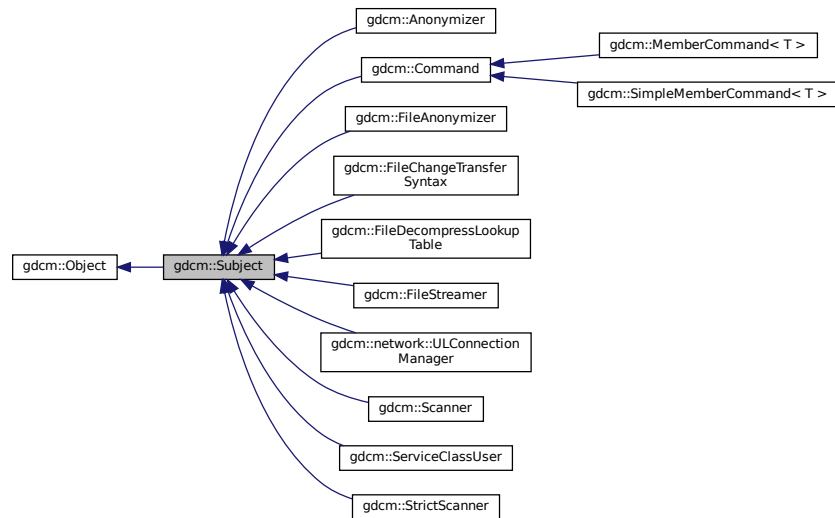 gdcm::Anonymizer
gdcm::MemberCommand< T >
gdcm::Command
gdcm::SimpleMemberCommand< T >
gdcm::FileAnonymizer
gdcm::FileChangeTransfer
Syntax
gdcm::FileDecompressLookup
Table
gdcm::Object
gdcm::Subject
gdcm::FileStreamer
gdcm::network::ULConnection
Manager
gdcm::Scanner
gdcm::ServiceClassUser
gdcm::StrictScanner